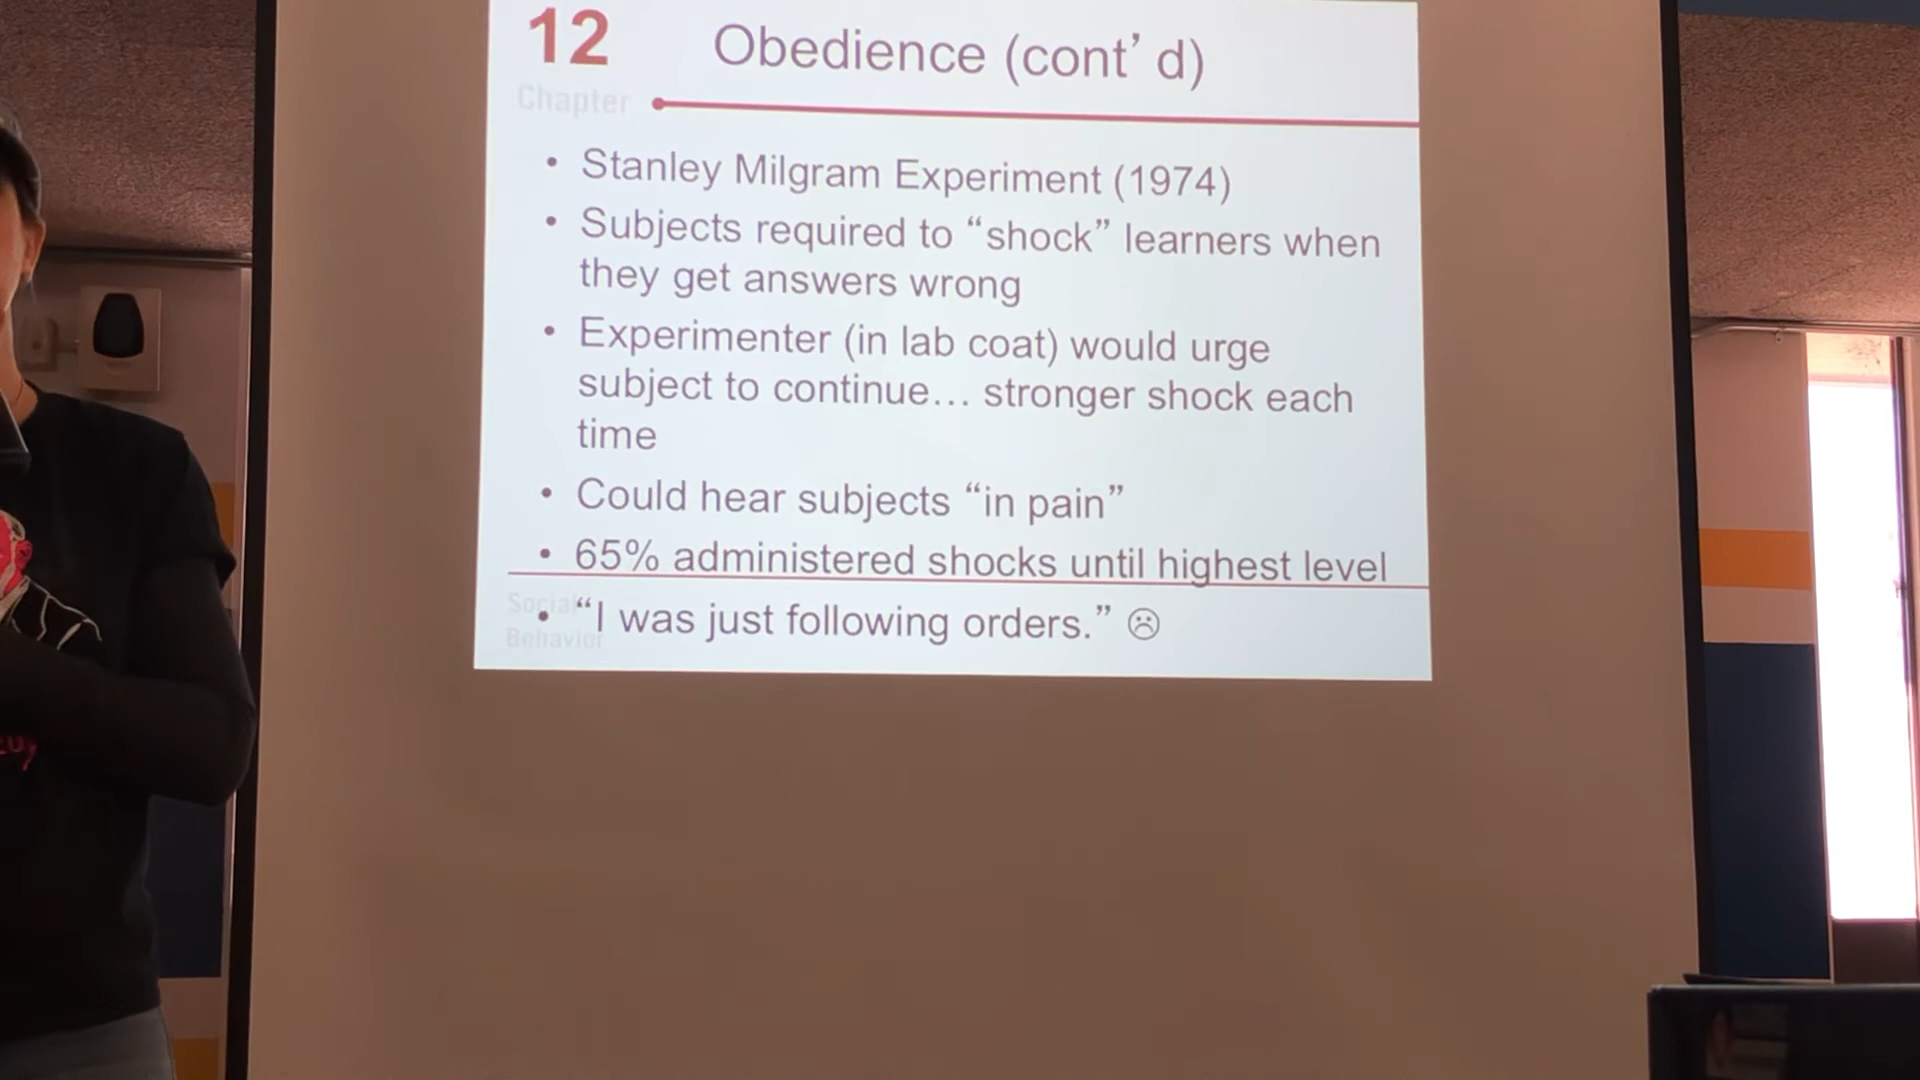 12
Obedience (cont’ d)
Chapter
• Stanley Milgram Experiment (1974)
• Subjects required to “shock” learners when
they get answers wrong
• Experimenter (in lab coat) would urge
subject to continue… stronger shock each
time
• Could hear subjects “in pain”
• 65% administered shocks until highest level
Social
• “I was just following orders.” ☹
Behavior